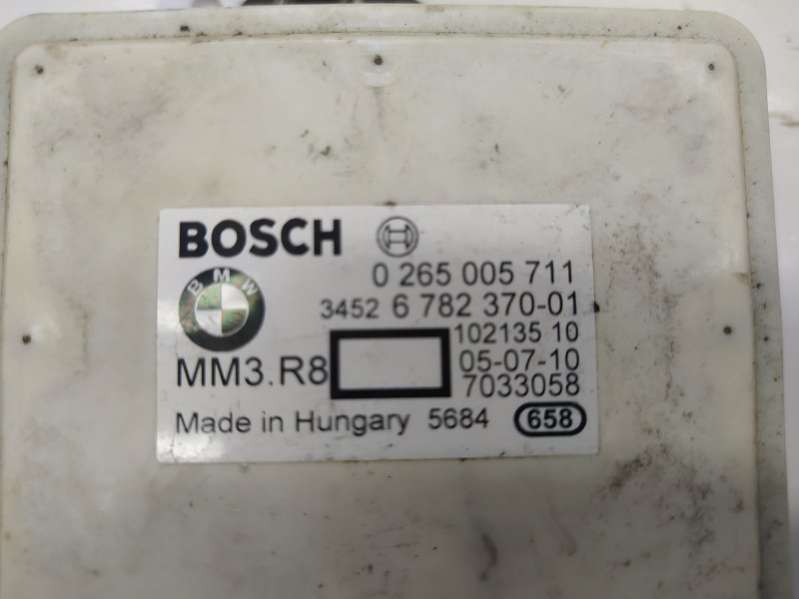 BOSCH
0 265 005 711
BMW
3452 6 782 370-01
102135 10
MM3.R8
05-07-10
7033058
Made in Hungary 5684 658